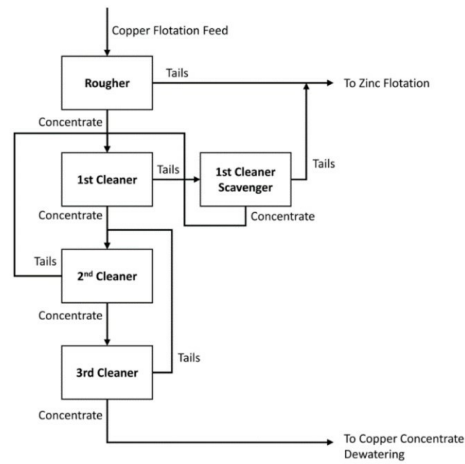 Copper Flotation Feed
Rougher
Tails
To Zinc Flotation
Concentrate
1st Cleaner
Tails
1st Cleaner
Scavenger
Tails
Concentrate
Concentrate
Tails
2nd Cleaner
Concentrate
3rd Cleaner
Tails
Concentrate
To Copper Concentrate
Dewatering